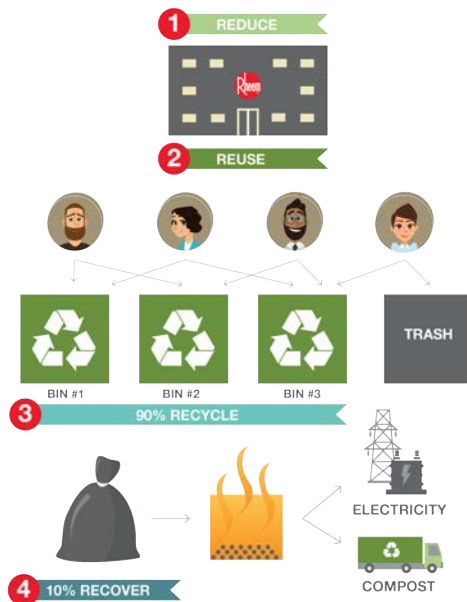 1 REDUCE
Rheem
2 REUSE
TRASH
BIN #1 BIN #2 BIN #3
3 90% RECYCLE
ELECTRICITY
COMPOST
4 10% RECOVER